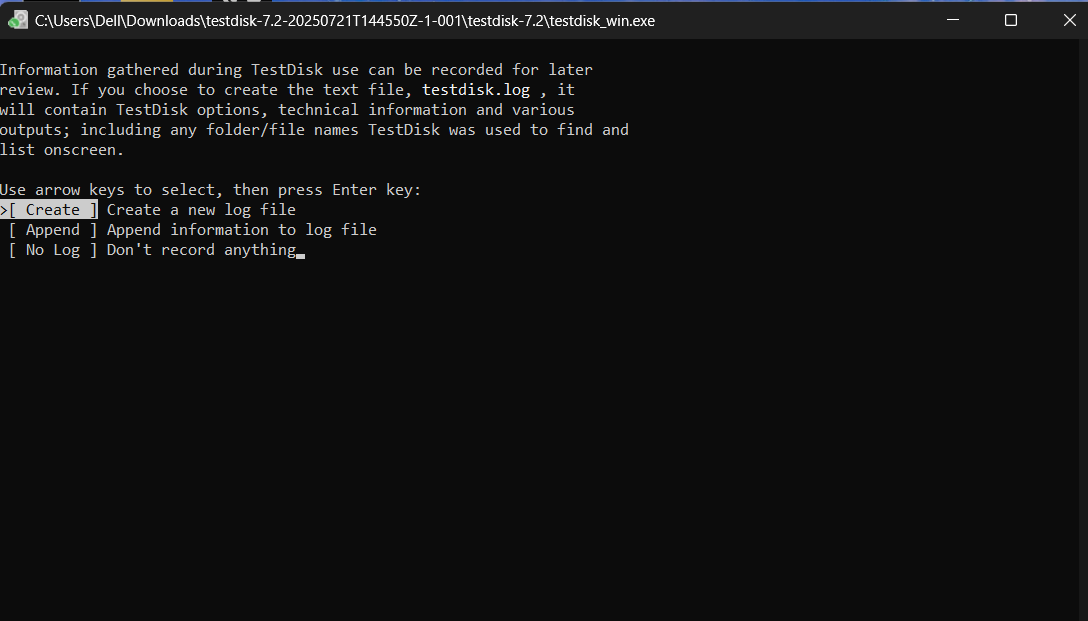 C:\Users\Dell\Downloads\testdisk-7.2-20250721T144550Z-1-001\testdisk-7.2\testdisk_win.exe
Information gathered during TestDisk use can be recorded for later
review. If you choose to create the text file, testdisk.log , it
will contain TestDisk options, technical information and various
outputs; including any folder/file names TestDisk was used to find and
list onscreen.
Use arrow keys to select, then press Enter key:
>[ Create ] Create a new log file
[ Append ] Append information to log file
[ No Log ] Don't record anything